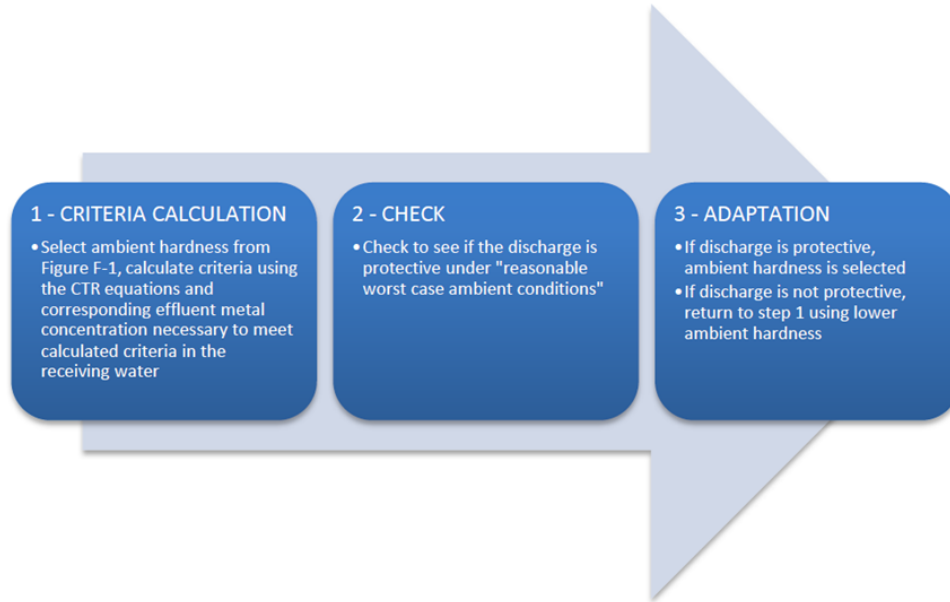 1 - CRITERIA CALCULATION
•Select ambient hardness from
Figure F-1, calculate criteria using
the CTR equations and
corresponding effluent metal
concentration necessary to meet
calculated criteria in the
receiving water
2 - CHECK
•Check to see if the discharge is
protective under "reasonable
worst case ambient conditions"
3 - ADAPTATION
•If discharge is protective,
ambient hardness is selected
•If discharge is not protective,
return to step 1 using lower
ambient hardness